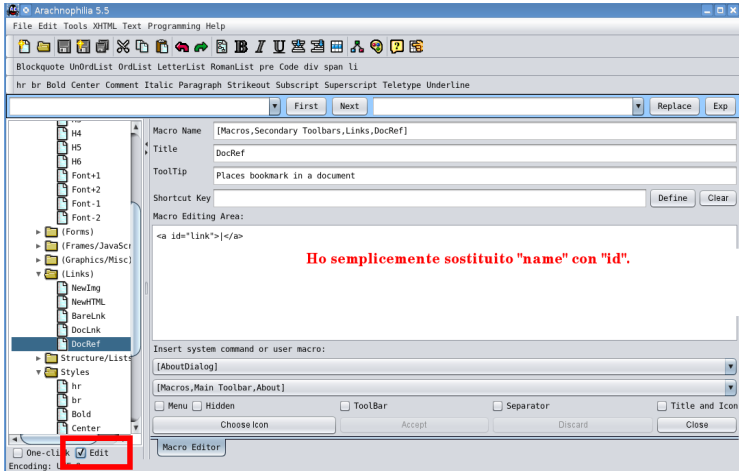 Arachnophilia 5.5
File Edit Tools XHTML Text Programming Help
Blockquote UnOrdList OrdList LetterList RomanList pre Code div span li
hr br Bold Center Comment Italic Paragraph Strikeout Subscript Superscript Teletype Underline
First Next Replace Exp
H4
H5
H6
Font+1
Font+2
Font-1
Font-2
(Forms)
(Frames/JavaScr
(Graphics/Misc)
(Links)
NewImg
NewHTML
BareLnk
DocLnk
DocRef
Structure/Lists
Styles
hr
br
Bold
Center
One-click Edit
Encoding:
Macro Name [Macros,Secondary Toolbars,Links,DocRef]
Title DocRef
ToolTip Places bookmark in a document
Shortcut Key Define Clear
Macro Editing Area:
<a id="link">|</a>
Ho semplicemente sostituito "name" con "id".
Insert system command or user macro:
[AboutDialog]
[Macros,Main Toolbar,About]
Menu Hidden ToolBar Separator Title and Icon
Choose Icon Accept Discard Close
Macro Editor